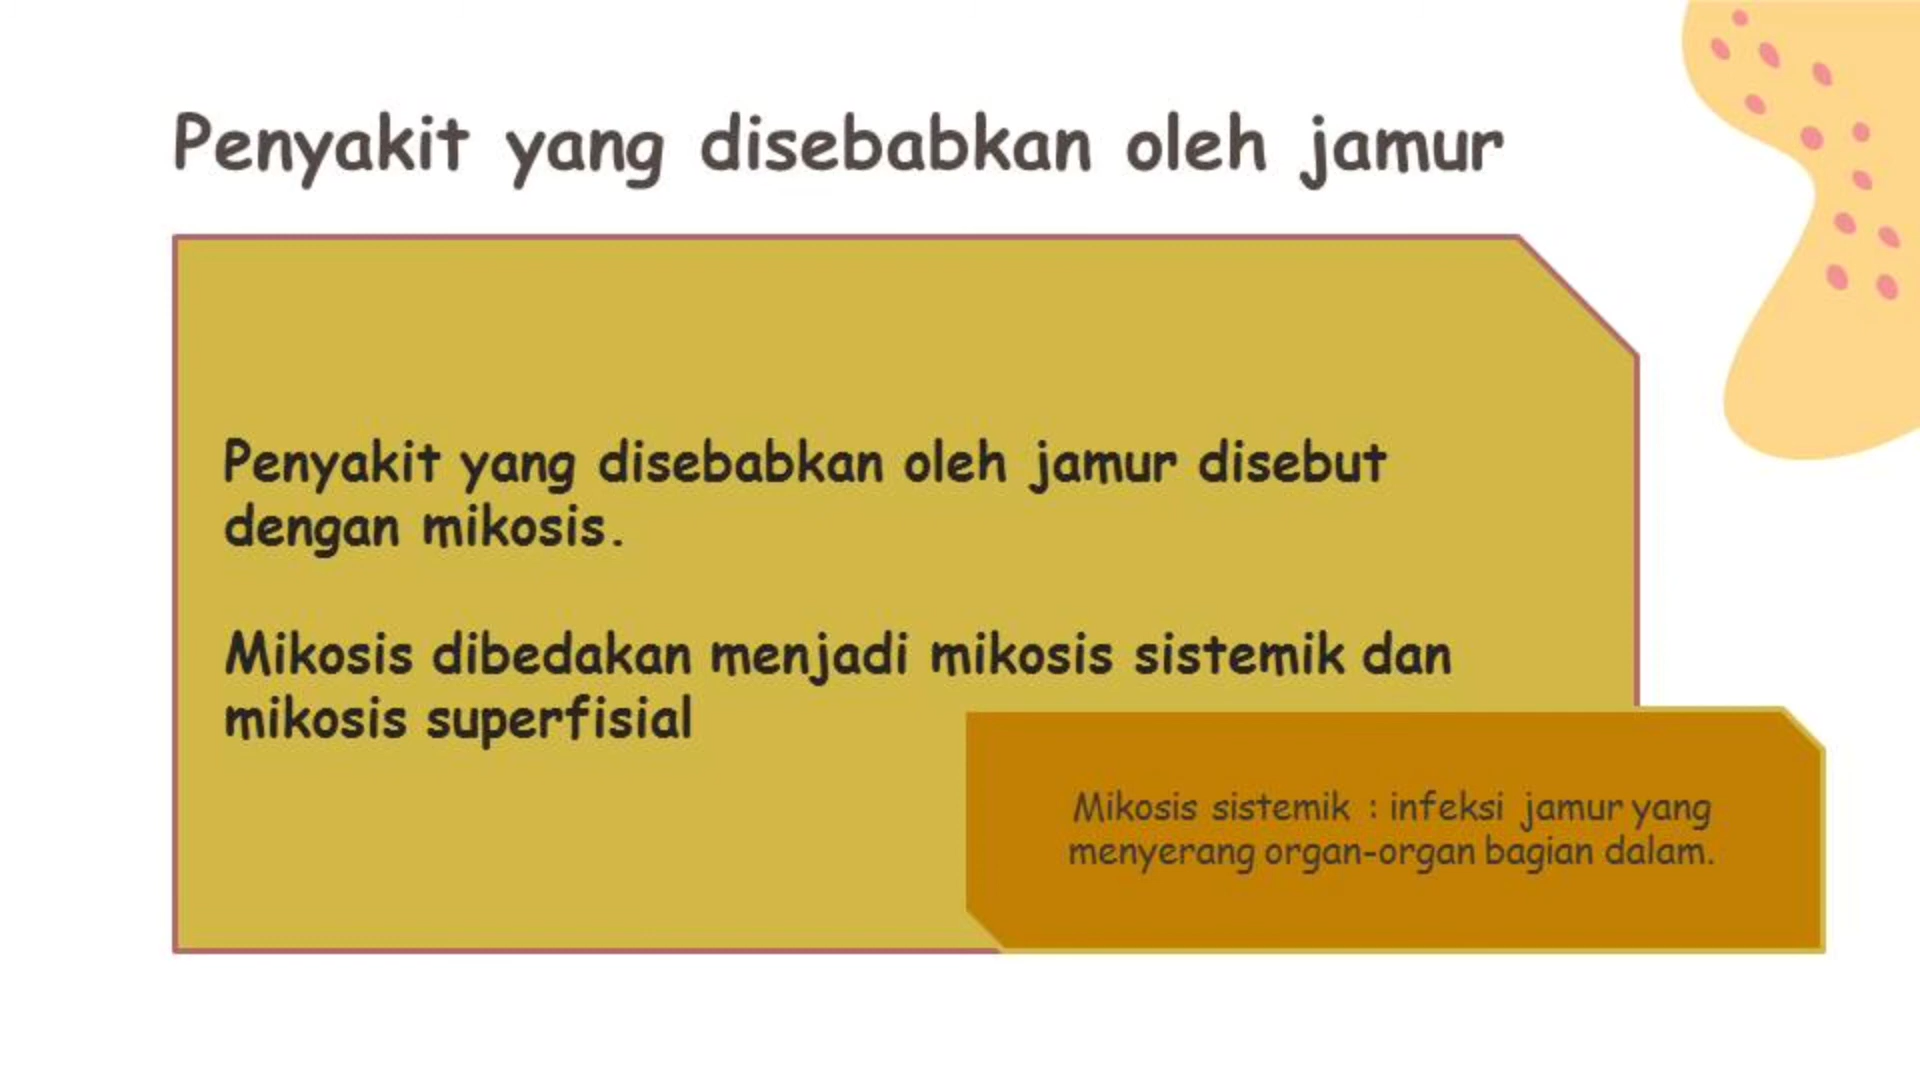 Penyakit yang disebabkan oleh jamur
Penyakit yang disebabkan oleh jamur disebut
dengan mikosis.
Mikosis dibedakan menjadi mikosis sistemik dan
mikosis superfisial
Mikosis sistemik : infeksi jamur yang
menyerang organ-organ bagian dalam.